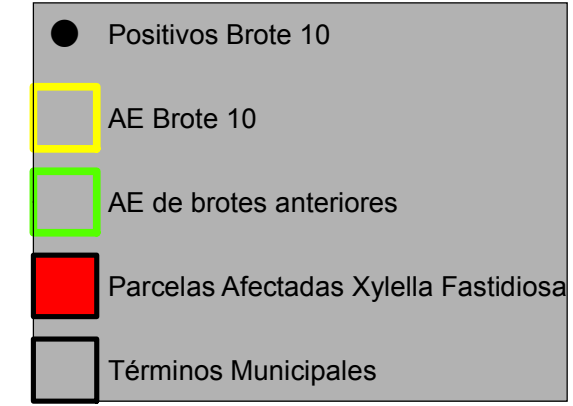 Positivos Brote 10
AE Brote 10
AE de brotes anteriores
Parcelas Afectadas Xylella Fastidiosa
Términos Municipales